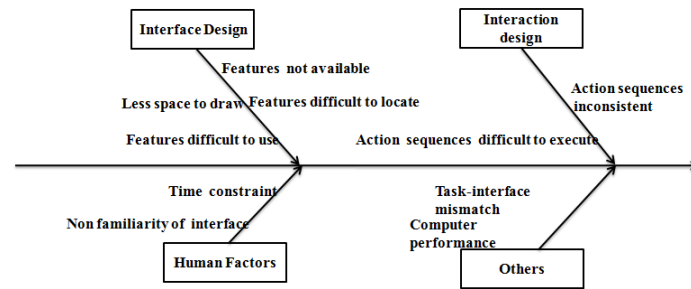 Interface Design
Interaction
design
Features not available
Action sequences
inconsistent
Less space to draw
Features difficult to locate
Features difficult to use
Action sequences difficult to execute
Time constraint
Task-interface
mismatch
Non familiarity of interface
Computer
performance
Human Factors
Others